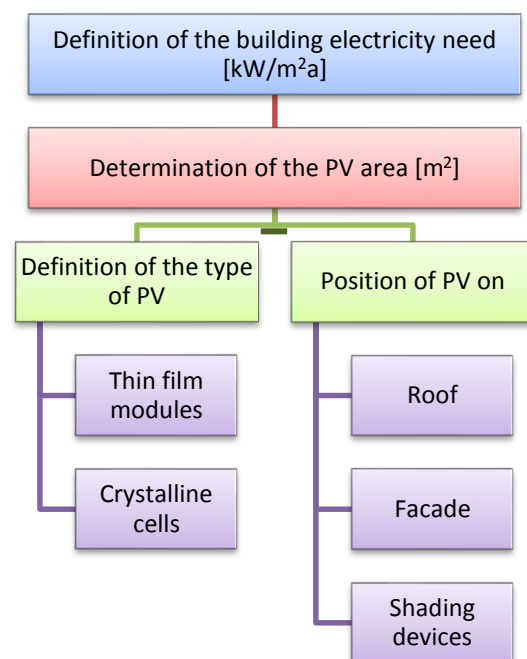 Definition of the building electricity need
[kW/m²a]
Determination of the PV area [m²]
Definition of the type
of PV
Position of PV on
Thin film
modules
Roof
Crystalline
cells
Facade
Shading
devices